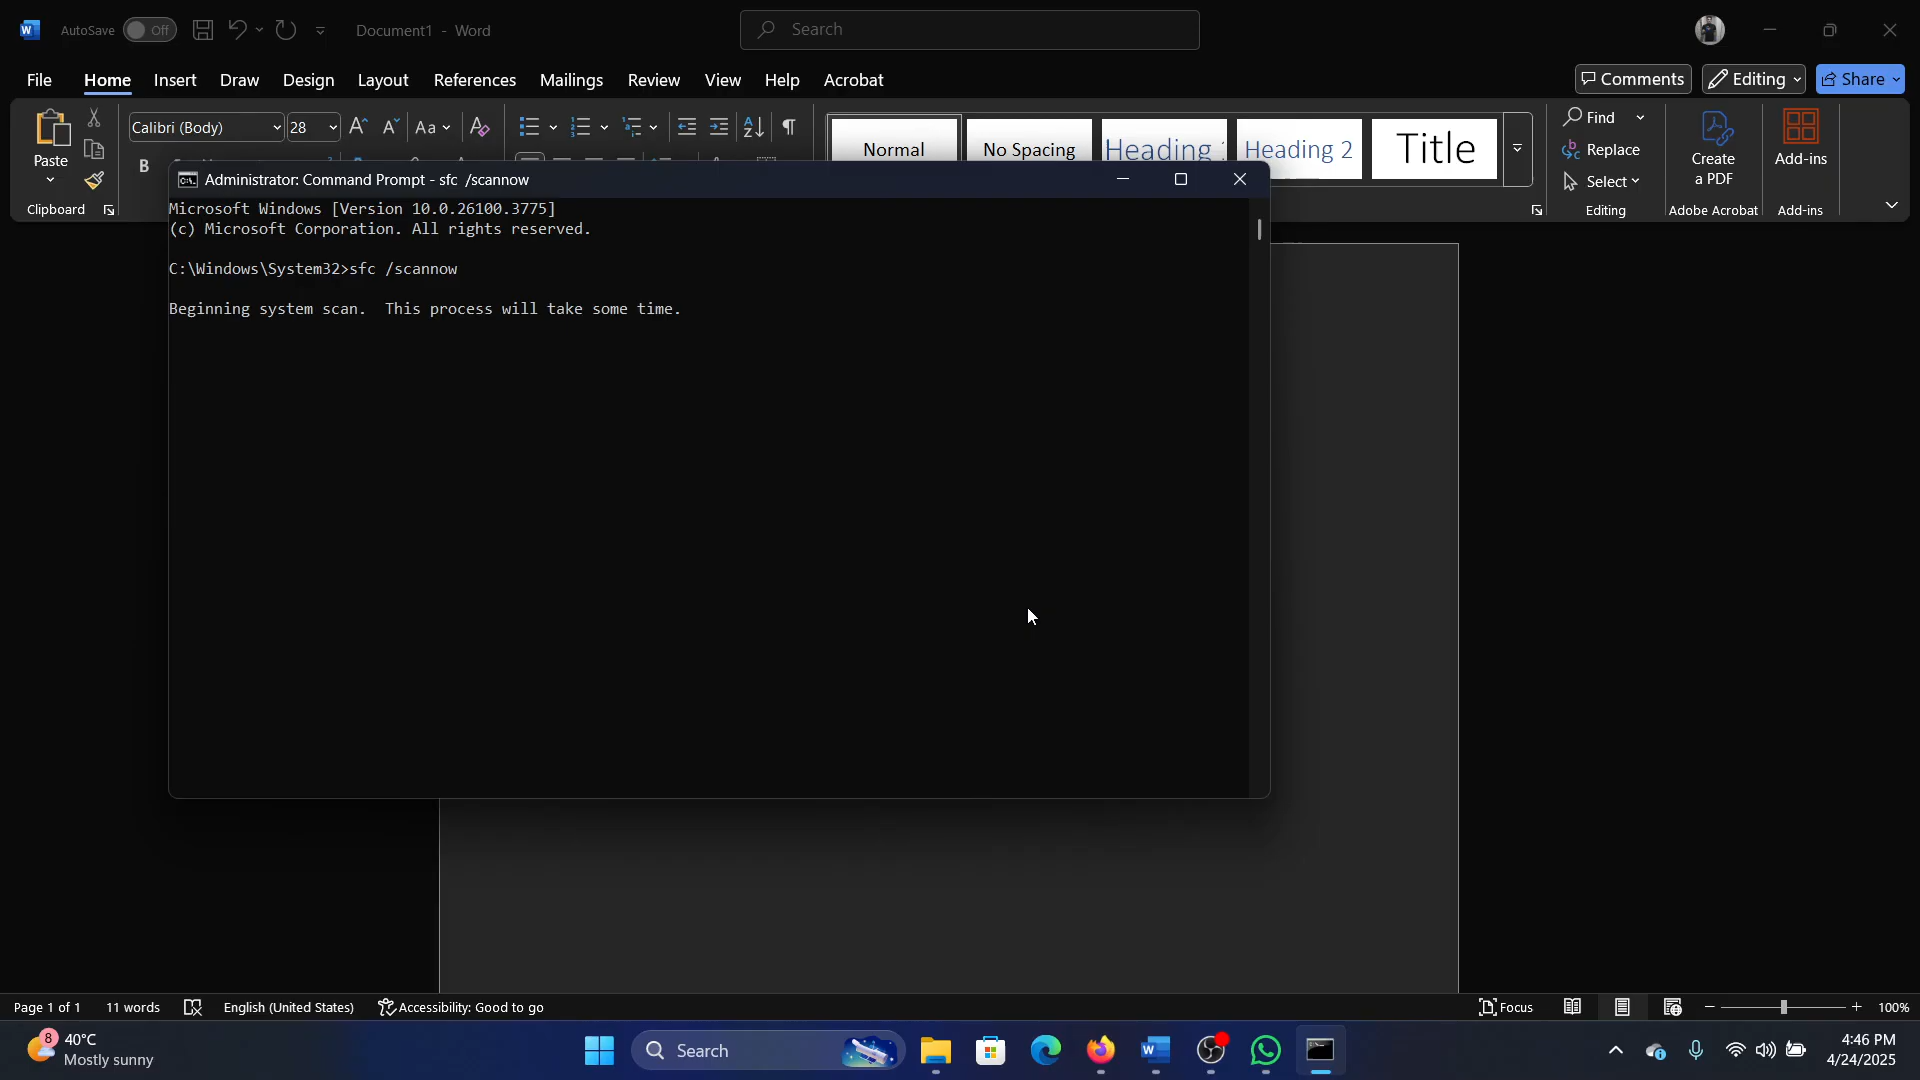 AutoSave Off Document1 - Word Search
File Home Insert Draw Design Layout References Mailings Review View Help Acrobat Comments Editing Share
Paste Calibri (Body) 28 Aa Normal No Spacing Heading Heading 2 Title Find Replace Select Create a PDF Add-ins
B
Clipboard Editing Adobe Acrobat Add-ins
Administrator: Command Prompt - sfc /scannow
Microsoft Windows [Version 10.0.26100.3775]
(c) Microsoft Corporation. All rights reserved.
C:\Windows\System32>sfc /scannow
Beginning system scan.  This process will take some time.
Page 1 of 1 11 words English (United States) Accessibility: Good to go Focus 100%
8 40°C
Mostly sunny
Search
4:46 PM
4/24/2025